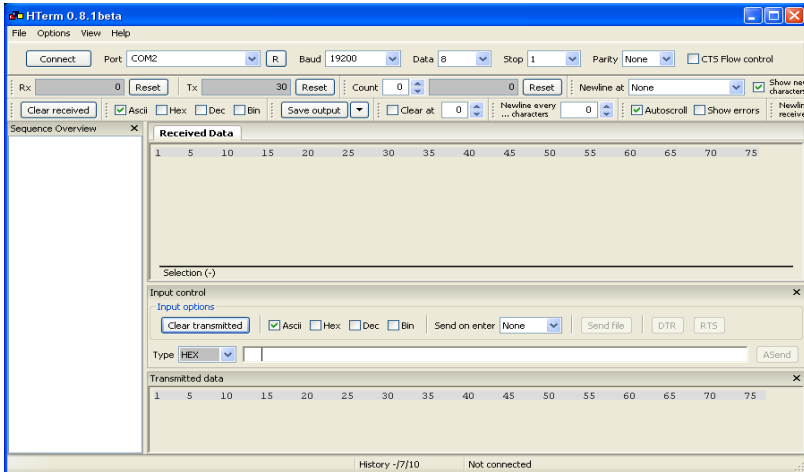 HTerm 0.8.1beta
File Options View Help
Connect Port COM2 R Baud 19200 Data 8 Stop 1 Parity None CTS Flow control
Rx 0 Reset Tx 30 Reset Count 0 0 Reset Newline at None Show new characters
Clear received Ascii Hex Dec Bin Save output Clear at 0 Newline every ... characters 0 Autoscroll Show errors Newlin receive
Sequence Overview
Received Data
1 5 10 15 20 25 30 35 40 45 50 55 60 65 70 75
Selection (-)
Input control
Input options
Clear transmitted Ascii Hex Dec Bin Send on enter None Send file DTR RTS
Type HEX ASend
Transmitted data
1 5 10 15 20 25 30 35 40 45 50 55 60 65 70 75
History -/7/10 Not connected